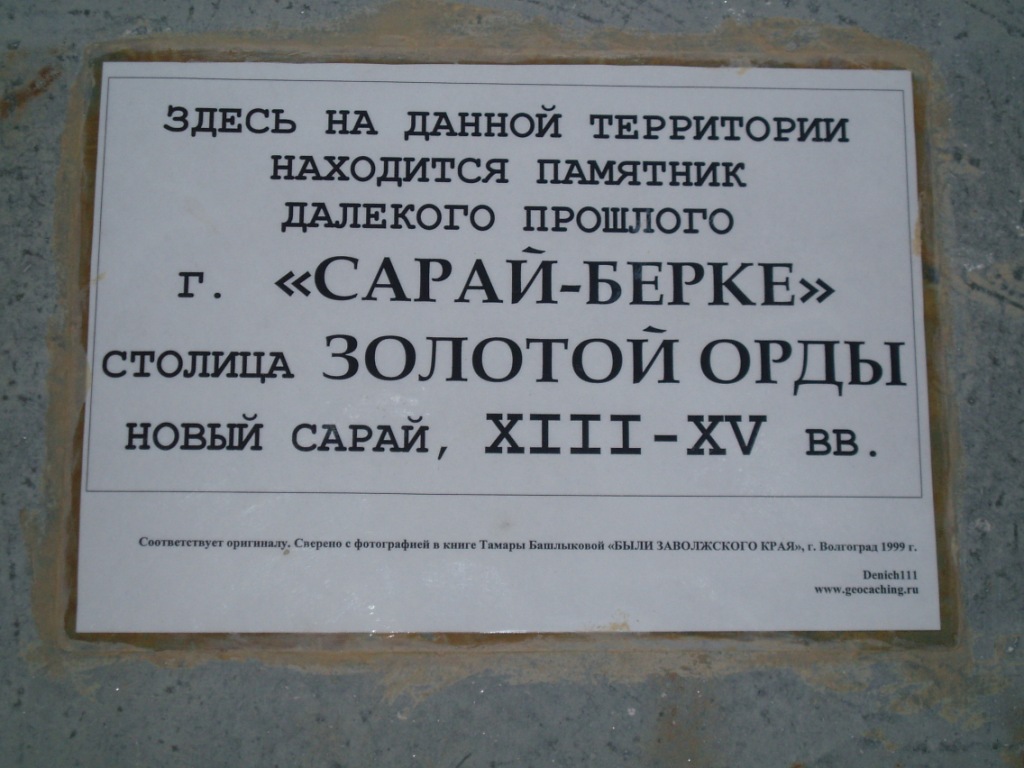 ЗДЕСЬ НА ДАННОЙ ТЕРРИТОРИИ
НАХОДИТСЯ ПАМЯТНИК
ДАЛЕКОГО ПРОШЛОГО
г. «САРАЙ-БЕРКЕ»
СТОЛИЦА ЗОЛОТОЙ ОРДЫ
НОВЫЙ САРАЙ, XIII-XV ВВ.
Соответствует оригиналу. Сверено с фотографией в книге Тамары Башлыковой «БЫЛИ ЗАВОЛЖСКОГО КРАЯ», г. Волгоград 1999 г.
Denich111
www.geocaching.ru